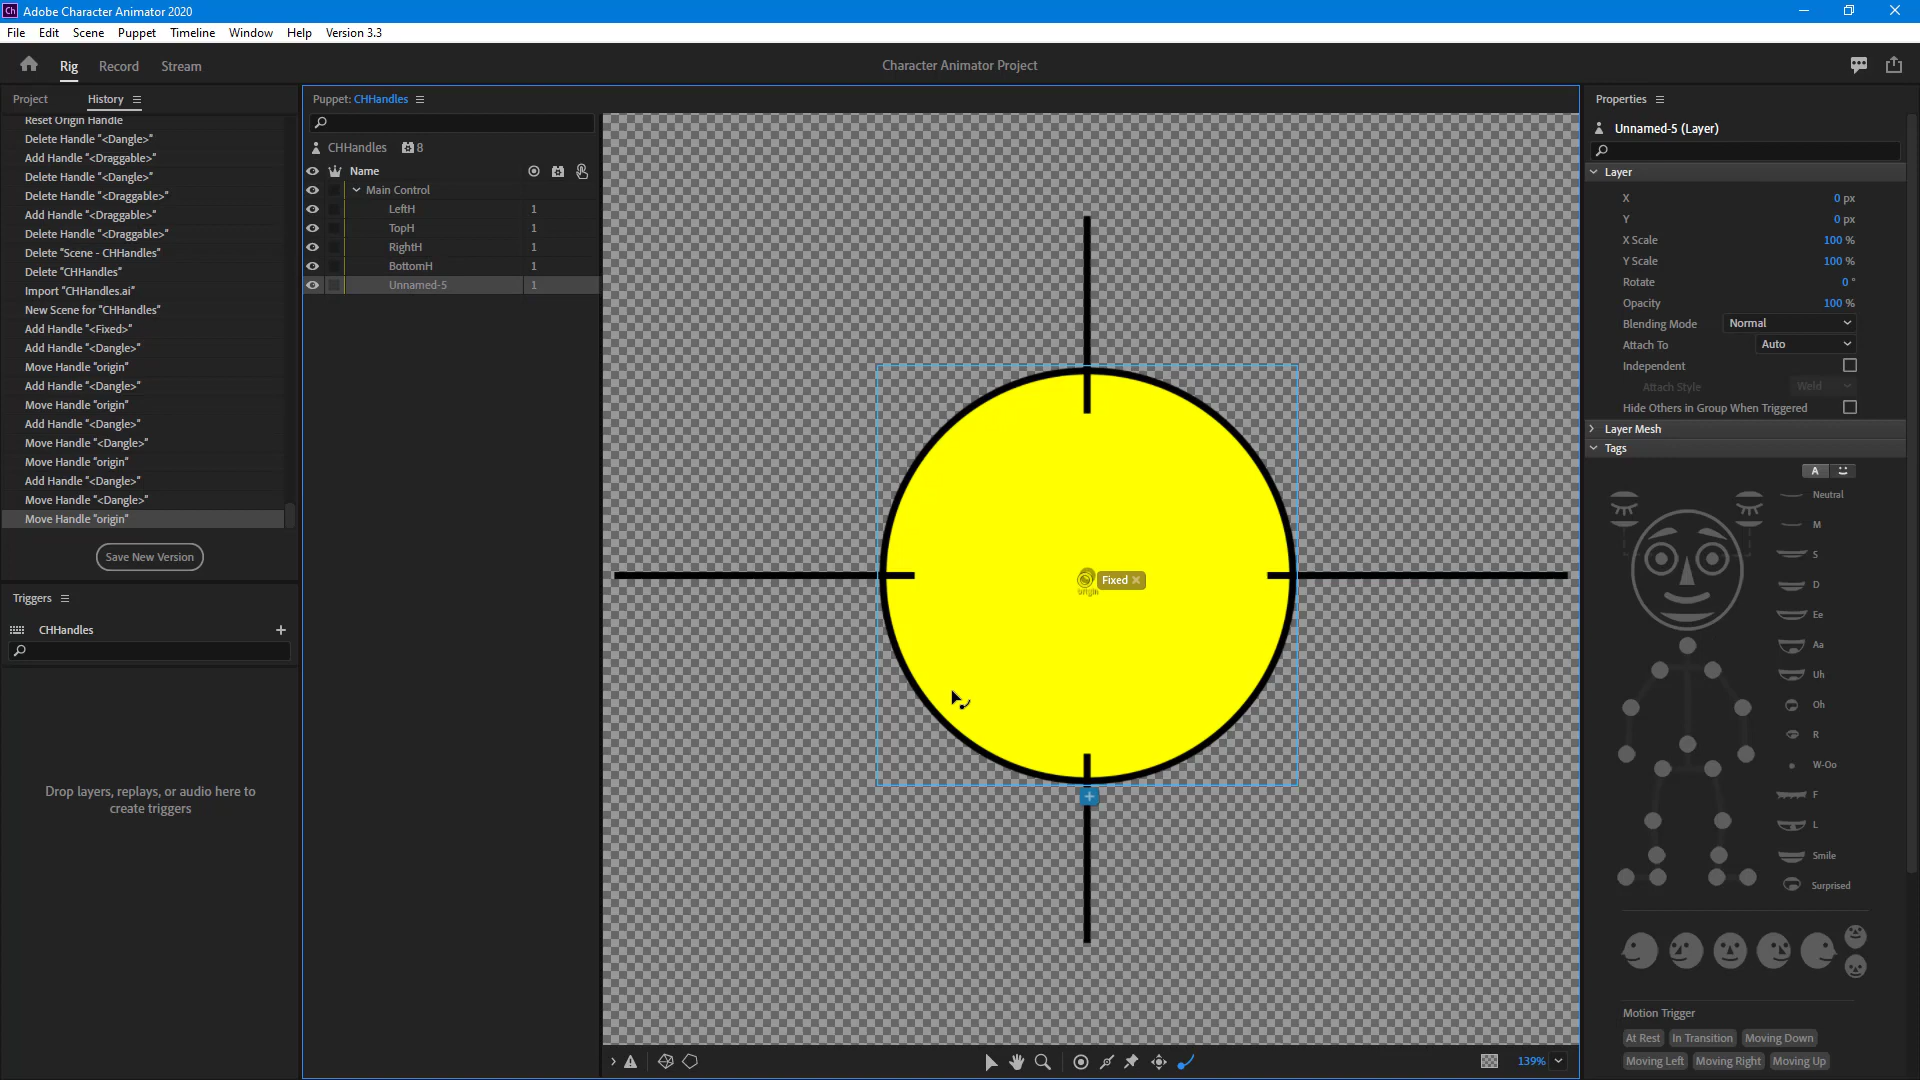 Ch Adobe Character Animator 2020
File Edit Scene Puppet Timeline Window Help Version 3.3
Rig Record Stream
Character Animator Project
Project History
Reset Origin Handle
Delete Handle "<Dangle>"
Add Handle "<Draggable>"
Delete Handle "<Dangle>"
Delete Handle "<Draggable>"
Add Handle "<Draggable>"
Delete Handle "<Draggable>"
Delete "Scene - CHHandles"
Delete "CHHandles"
Import "CHHandles.ai"
New Scene for "CHHandles"
Add Handle "<Fixed>"
Add Handle "<Dangle>"
Move Handle "origin"
Add Handle "<Dangle>"
Move Handle "origin"
Add Handle "<Dangle>"
Move Handle "<Dangle>"
Move Handle "origin"
Add Handle "<Dangle>"
Move Handle "<Dangle>"
Move Handle "origin"
Save New Version
Triggers
CHHandles +
Drop layers, replays, or audio here to
create triggers
Puppet: CHHandles
CHHandles 8
Name
Main Control
LeftH 1
TopH 1
RightH 1
BottomH 1
Unnamed-5 1
Fixed
origin
139%
Properties
Unnamed-5 (Layer)
Layer
X 0 px
Y 0 px
X Scale 100 %
Y Scale 100 %
Rotate 0 °
Opacity 100 %
Blending Mode Normal
Attach To Auto
Independent
Attach Style Weld
Hide Others in Group When Triggered
Layer Mesh
Tags
A
Neutral
M
S
D
Ee
Aa
Uh
Oh
R
W-Oo
F
L
Smile
Surprised
Motion Trigger
At Rest In Transition Moving Down
Moving Left Moving Right Moving Up